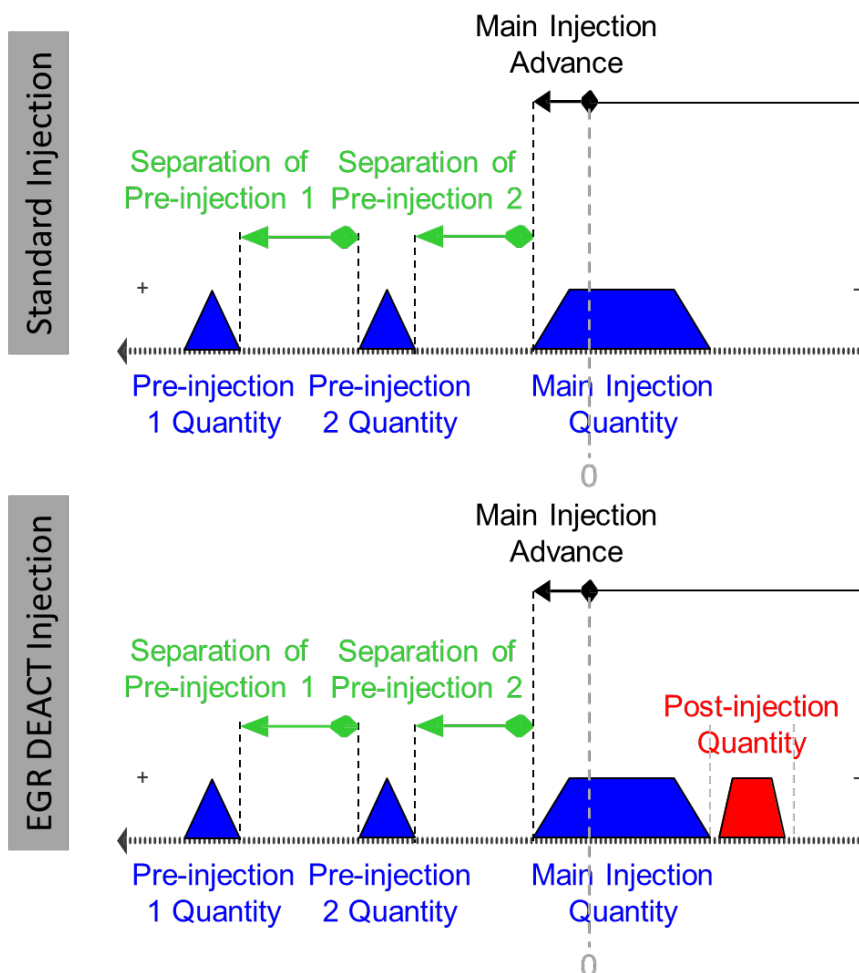 Standard Injection
Main Injection
Advance
Separation of
Pre-injection 1
Separation of
Pre-injection 2
+
-
Pre-injection
1 Quantity
Pre-injection
2 Quantity
Main Injection
Quantity
0
EGR DEACT Injection
Main Injection
Advance
Separation of
Pre-injection 1
Separation of
Pre-injection 2
Post-injection
Quantity
+
-
Pre-injection
1 Quantity
Pre-injection
2 Quantity
Main Injection
Quantity
0